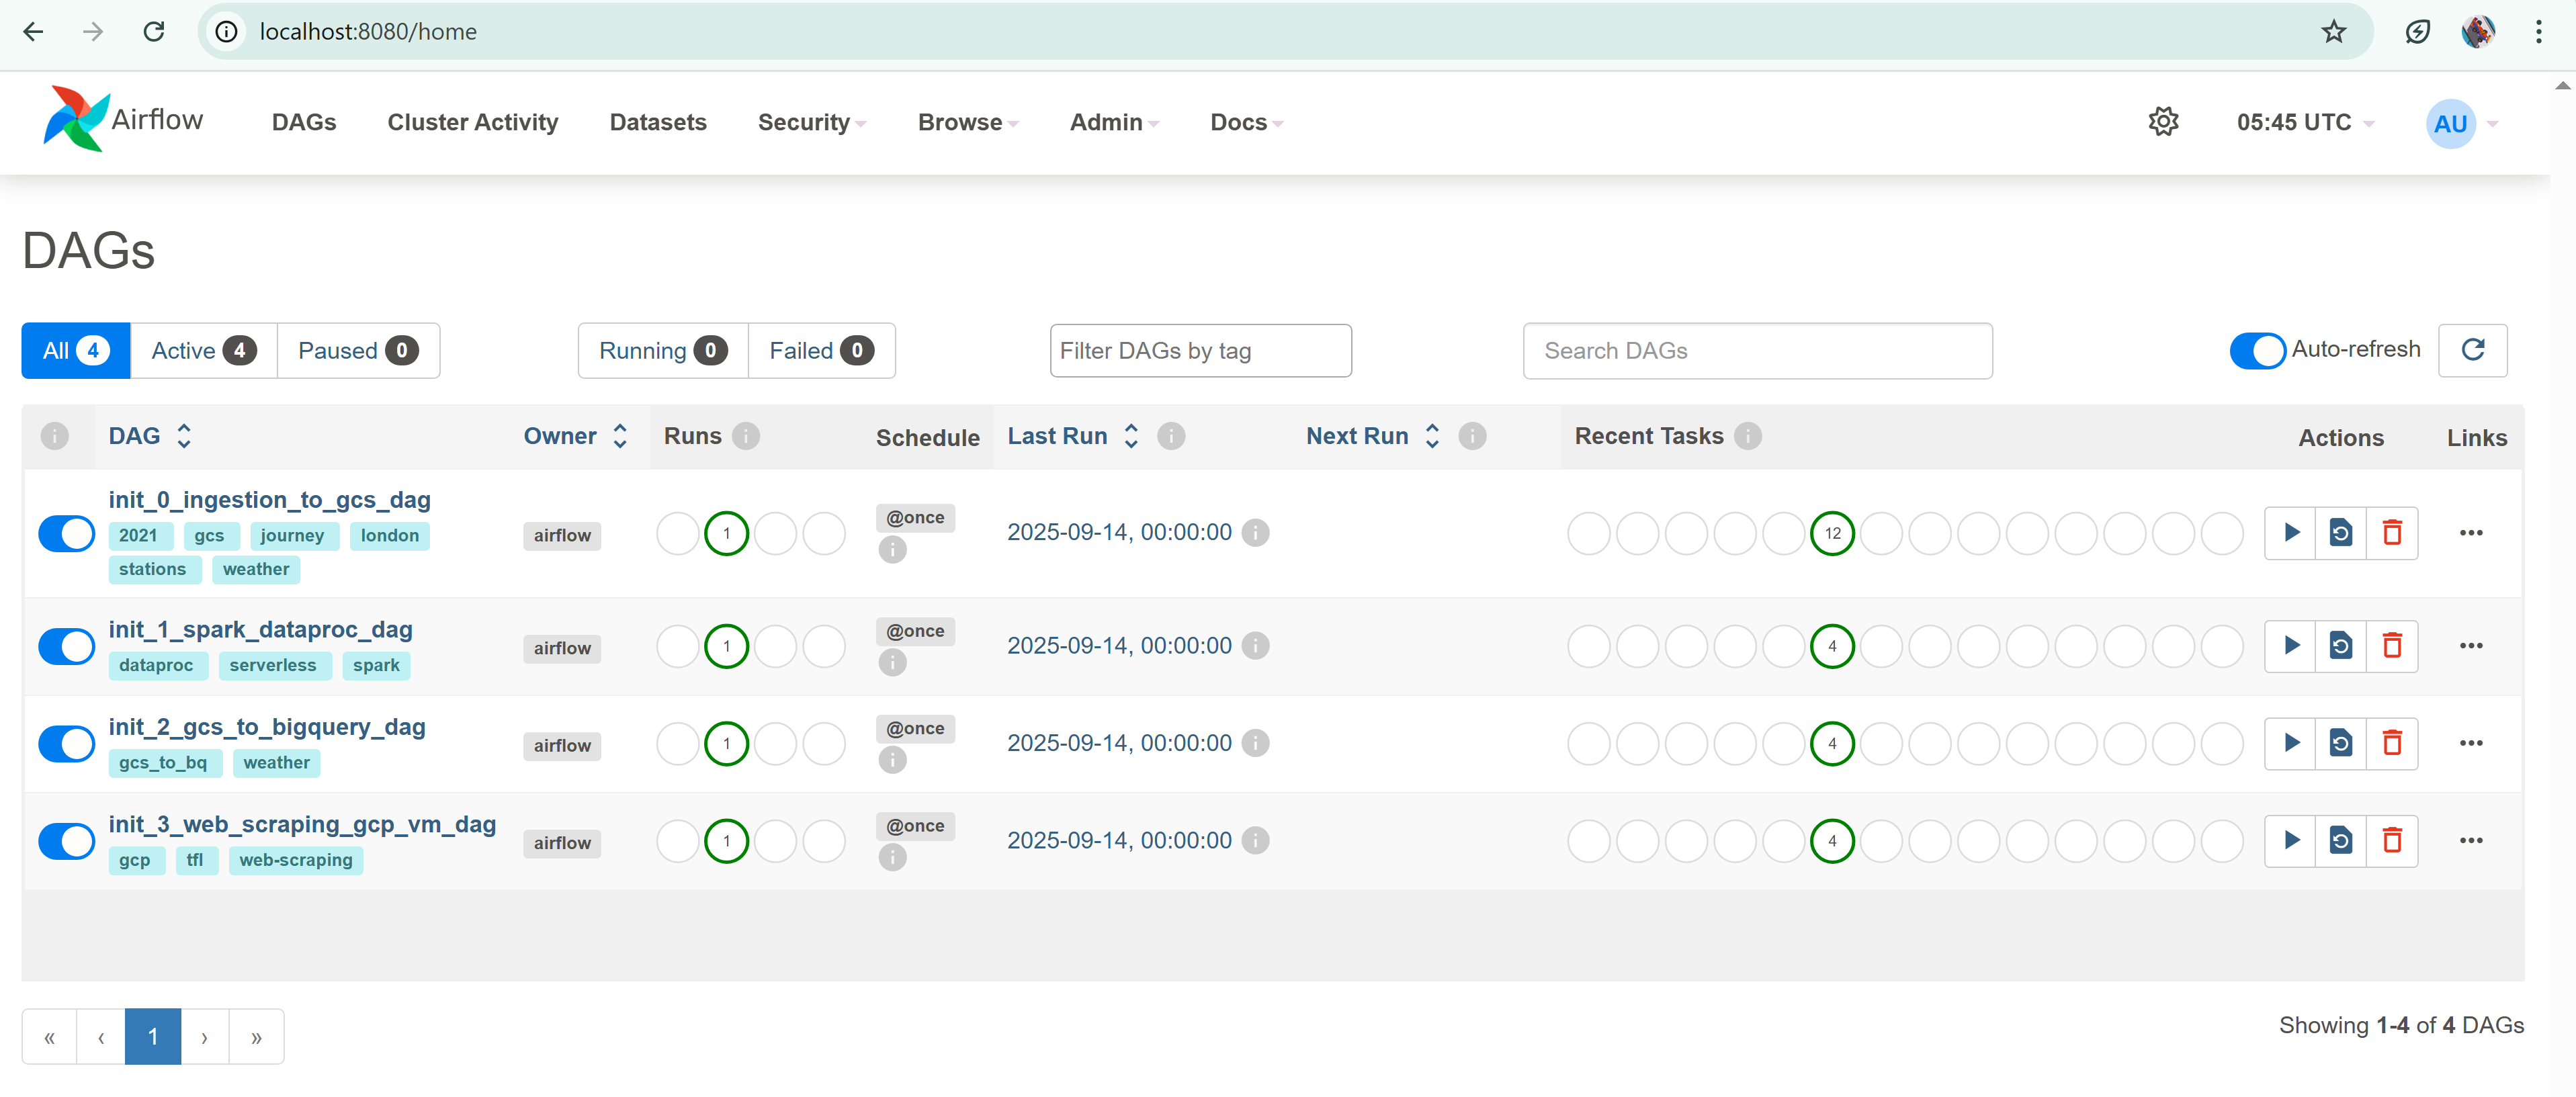 localhost:8080/home
Airflow DAGs Cluster Activity Datasets Security Browse Admin Docs 05:45 UTC AU
DAGs
All 4 Active 4 Paused 0 Running 0 Failed 0 Filter DAGs by tag Search DAGs Auto-refresh
i DAG Owner Runs i Schedule Last Run i Next Run i Recent Tasks i Actions Links
init_0_ingestion_to_gcs_dag
2021 gcs journey london
stations weather
airflow 1 @once i 2025-09-14, 00:00:00 i 12
init_1_spark_dataproc_dag
dataproc serverless spark
airflow 1 @once i 2025-09-14, 00:00:00 i 4
init_2_gcs_to_bigquery_dag
gcs_to_bq weather
airflow 1 @once i 2025-09-14, 00:00:00 i 4
init_3_web_scraping_gcp_vm_dag
gcp tfl web-scraping
airflow 1 @once i 2025-09-14, 00:00:00 i 4
« ‹ 1 › »
Showing 1-4 of 4 DAGs